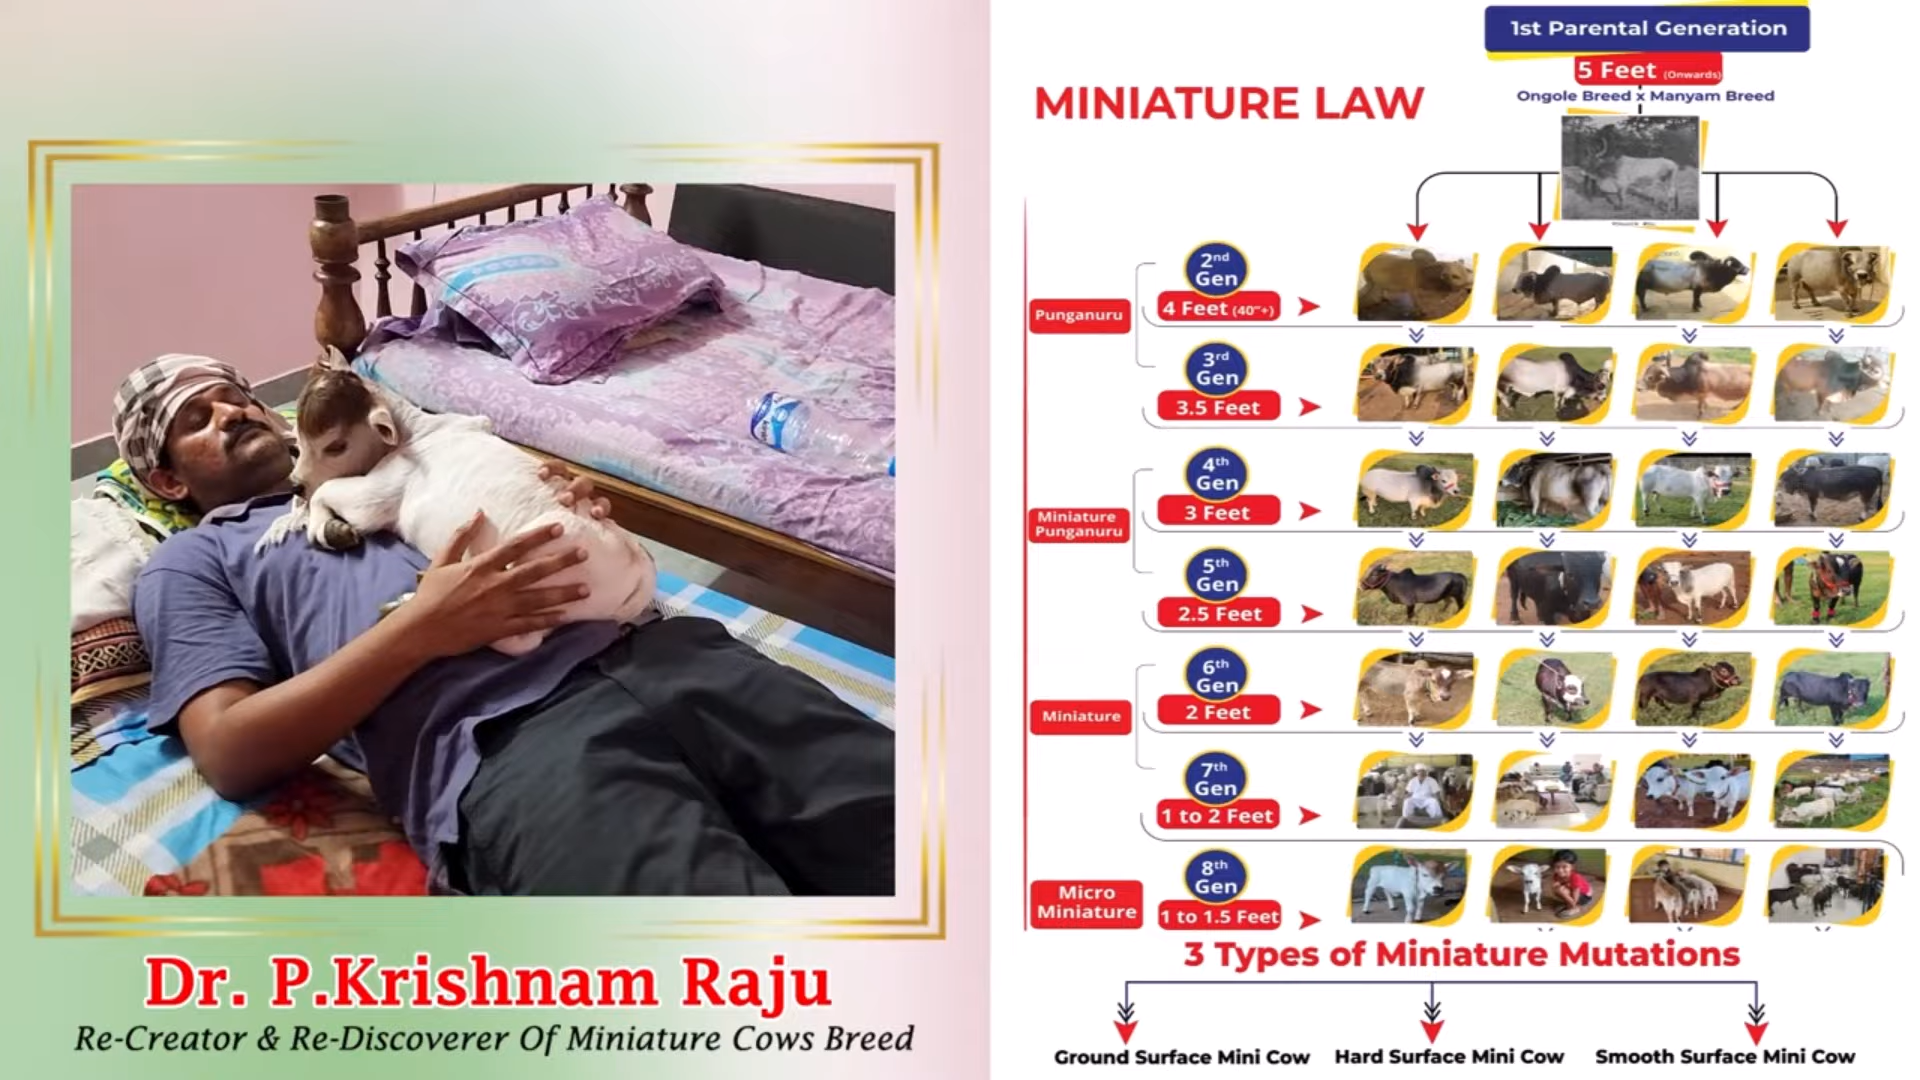 Dr. P.Krishnam Raju
Re-Creator & Re-Discoverer Of Miniature Cows Breed
MINIATURE LAW
1st Parental Generation
5 Feet (Onwards)
Ongole Breed x Manyam Breed
Punganuru
2nd Gen
4 Feet (40"+)
3rd Gen
3.5 Feet
Miniature
Punganuru
4th Gen
3 Feet
5th Gen
2.5 Feet
Miniature
6th Gen
2 Feet
7th Gen
1 to 2 Feet
Micro
Miniature
8th Gen
1 to 1.5 Feet
3 Types of Miniature Mutations
Ground Surface Mini Cow
Hard Surface Mini Cow
Smooth Surface Mini Cow